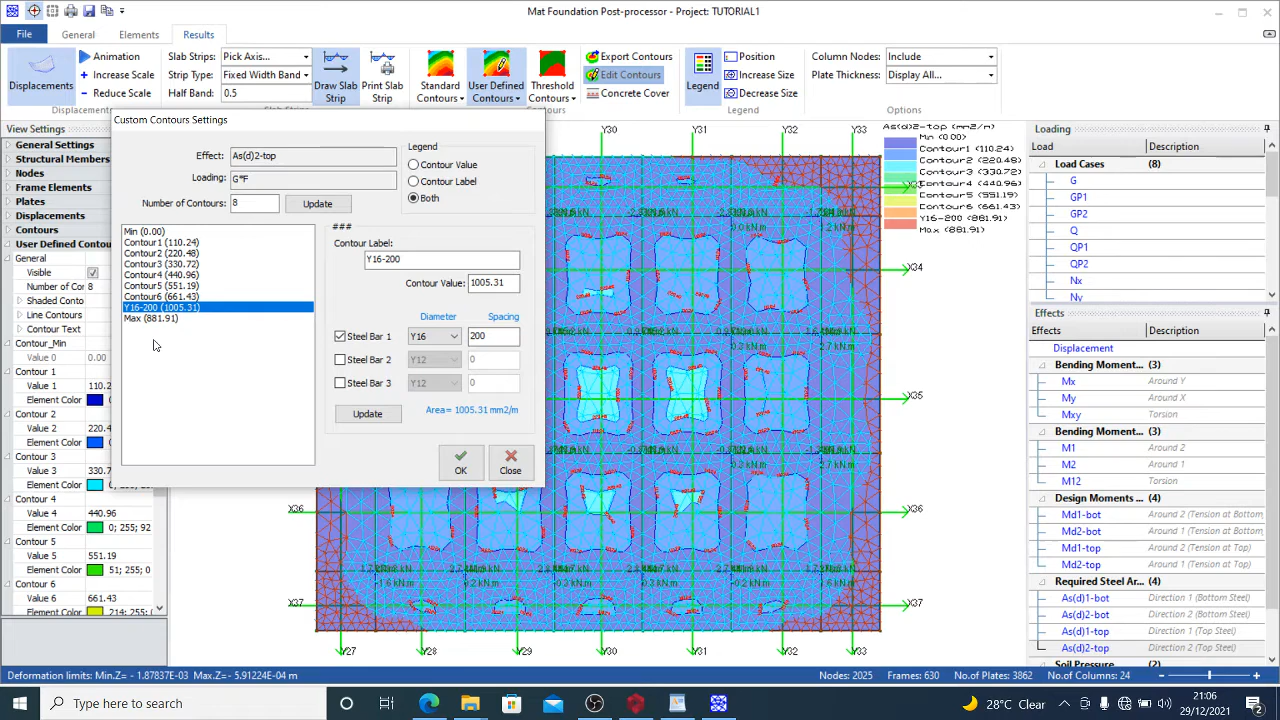 Mat Foundation Post-processor - Project: TUTORIAL1
File General Elements Results
Displacements
Animation
Increase Scale
Reduce Scale
Displacements
Slab Strips: Pick Axis...
Strip Type: Fixed Width Band
Half Band: 0.5
Draw Slab Strip
Print Slab Strip
Slab Strips
Standard Contours
User Defined Contours
Threshold Contours
Export Contours
Edit Contours
Concrete Cover
Legend
Position
Increase Size
Decrease Size
Legend
Column Nodes: Include
Plate Thickness: Display All...
Options
View Settings
General Settings
Structural Members
Nodes
Frame Elements
Plates
Displacements
Contours
User Defined Contou
General
Visible
Number of Cor 8
Shaded Conto
Line Contours
Contour Text
Contour_Min
Value 0 0.00
Contour 1
Value 1 110.2
Element Color
Contour 2
Value 2 220.4
Element Color
Contour 3
Value 3 330.7
Element Color
Contour 4
Value 4 440.96
Element Color 0; 255; 92
Contour 5
Value 5 551.19
Element Color 51; 255; 0
Contour 6
Value 6 661.43
Element Color 214; 255;
Custom Contours Settings
Effect: As(d)2-top
Loading: G*F
Number of Contours: 8 Update
Legend
Contour Value
Contour Label
Both
Min (0.00)
Contour1 (110.24)
Contour2 (220.48)
Contour3 (330.72)
Contour4 (440.96)
Contour5 (551.19)
Contour6 (661.43)
Y16-200 (1005.31)
Max (881.91)
###
Contour Label:
Y16-200
Contour Value: 1005.31
Diameter Spacing
Steel Bar 1 Y16 200
Steel Bar 2 Y12 0
Steel Bar 3 Y12 0
Update Area= 1005.31 mm2/m
OK Close
Y30 Y31 Y32 Y33
X34
X35
X36 X36
X37 X37
Y27 Y28 Y29 Y30 Y31 Y32 Y33
As(d)2-top (mm2/m)
Min (0.00)
Contour1 (110.24)
Contour2 (220.48)
Contour3 (330.72)
Contour4 (440.96)
Contour5 (551.19)
Contour6 (661.43)
Y16-200 (881.91)
Max (881.91)
Loading
Load Description
Load Cases (8)
G
GP1
GP2
Q
QP1
QP2
Nx
Ny
Effects
Effects Description
Displacement
Bending Moment... (3)
Mx Around Y
My Around X
Mxy Torsion
Bending Moment... (3)
M1 Around 2
M2 Around 1
M12 Torsion
Design Moments ... (4)
Md1-bot Around 2 (Tension at Bottom)
Md2-bot Around 1 (Tension at Bottom)
Md1-top Around 2 (Tension at Top)
Md2-top Around 1 (Tension at Top)
Required Steel Ar... (4)
As(d)1-bot Direction 1 (Bottom Steel)
As(d)2-bot Direction 2 (Bottom Steel)
As(d)1-top Direction 1 (Top Steel)
As(d)2-top Direction 2 (Top Steel)
Soil Pressure (2)
Deformation limits: Min.Z= -1.87837E-03 Max.Z= -5.91224E-04 m Nodes: 2025 Frames: 630 No.of Plates: 3862 No.of Columns: 24
Type here to search
28°C Clear
21:06
29/12/2021